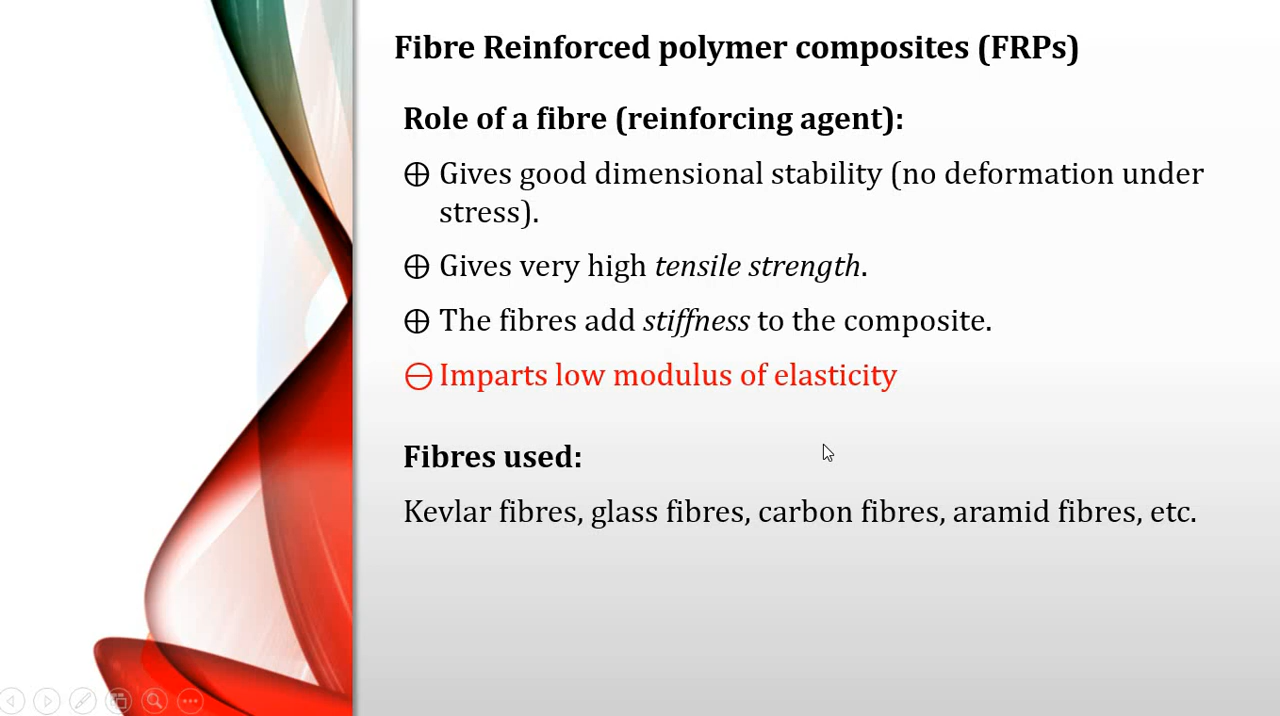 Fibre Reinforced polymer composites (FRPs)
Role of a fibre (reinforcing agent):
⊕ Gives good dimensional stability (no deformation under
stress).
⊕ Gives very high tensile strength.
⊕ The fibres add stiffness to the composite.
⊖ Imparts low modulus of elasticity
Fibres used:
Kevlar fibres, glass fibres, carbon fibres, aramid fibres, etc.